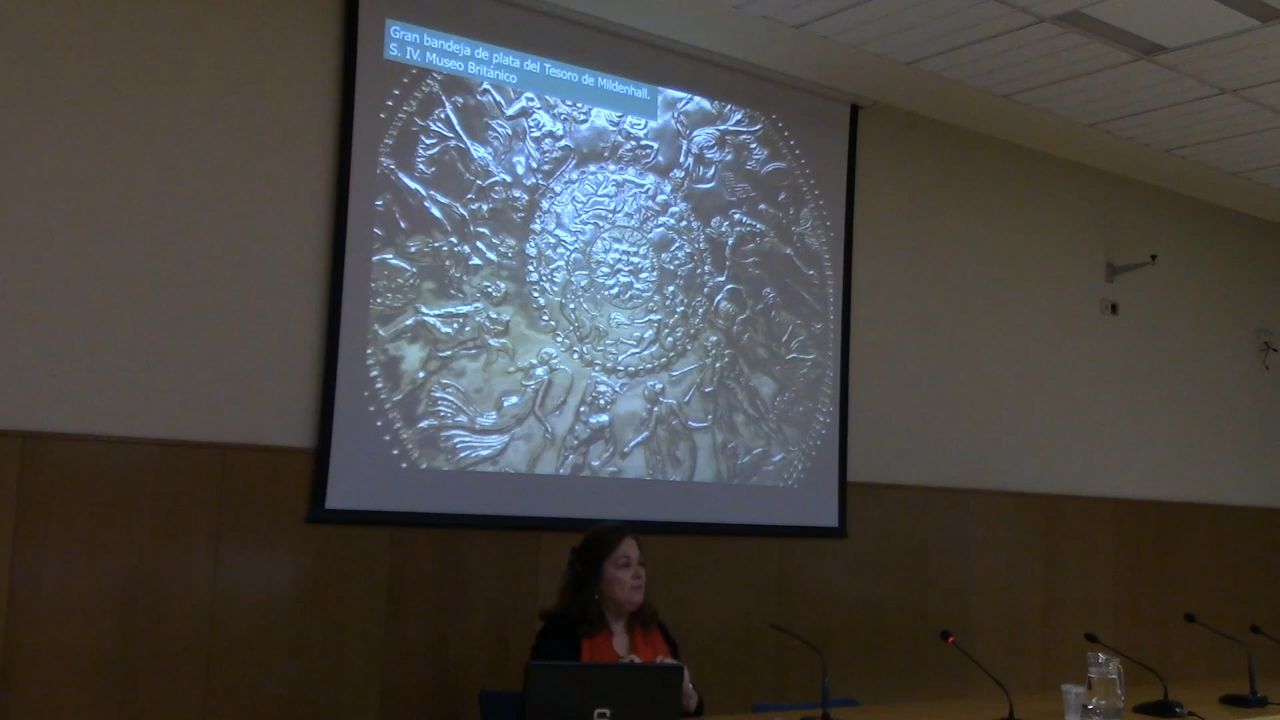 Gran bandeja de plata del Tesoro de Mildenhall.
S. IV. Museo Británico